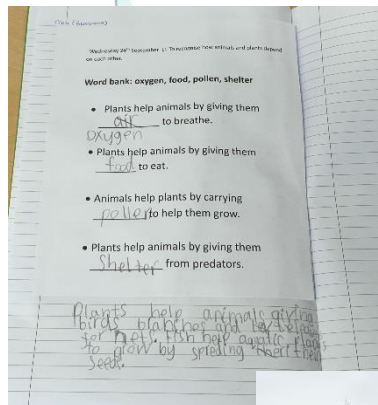 Wednesday 24th September LI: To recognise how animals and plants depend
on each other.
Word bank: oxygen, food, pollen, shelter
• Plants help animals by giving them
air to breathe.
oxygen
• Plants help animals by giving them
food to eat.
• Animals help plants by carrying
pollen to help them grow.
• Plants help animals by giving them
Shelter from predators.
Plants help animals giving
birds branches and
for nets. fish help aquatic plants
to grow by spreding their
Seeds.